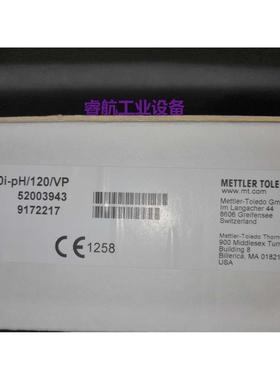 睿航工业设备
0i-pH/120/VP
52003943
9172217
CE 1258
METTLER TOLE
www.mt.com
Mettler-Toledo Gm
Im Langacher 44
8606 Greifensee
Switzerland
Mettler-Toledo Thorn
900 Middlesex Turn
Building 8
Billerica, MA 01821
USA